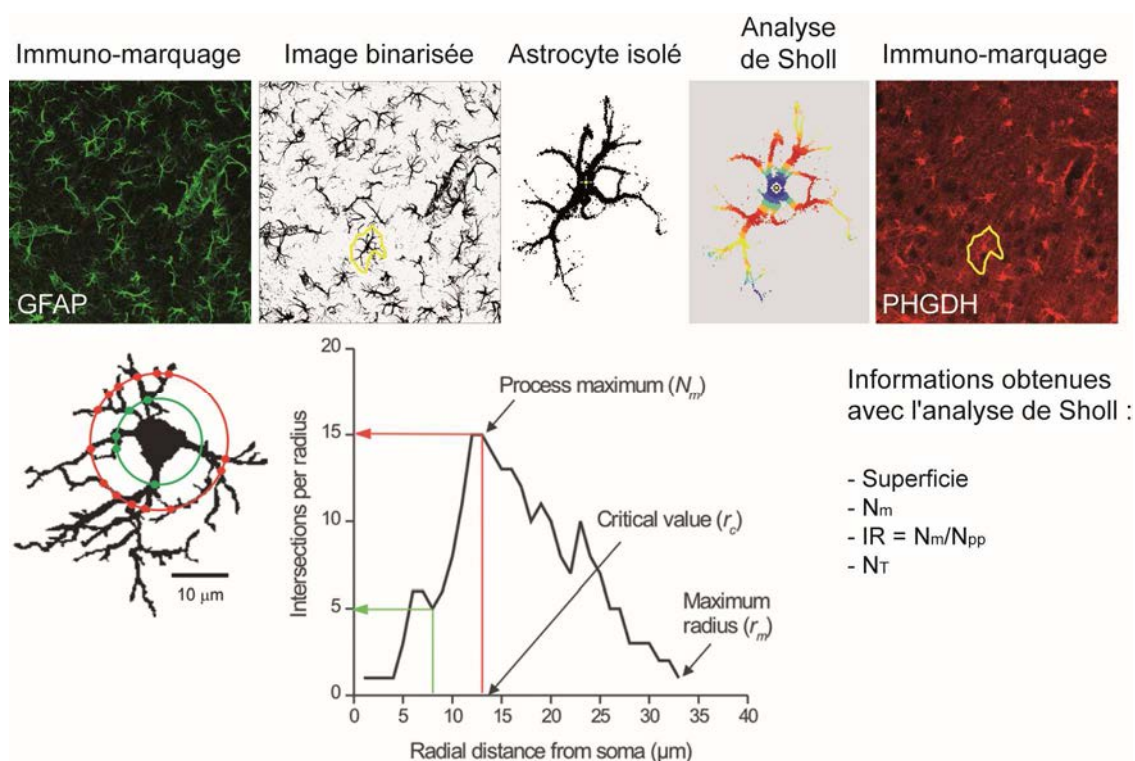 Immuno-marquage
Image binarisée
Astrocyte isolé
Analyse
de Sholl
Immuno-marquage
GFAP
PHGDH
10 µm
20
15
10
5
0
Intersections per radius
0 5 10 15 20 25 30 35 40
Radial distance from soma (µm)
Process maximum (Nm)
Critical value (rc)
Maximum
radius (rm)
Informations obtenues
avec l'analyse de Sholl :
- Superficie
- Nm
- IR = Nm/Npp
- NT